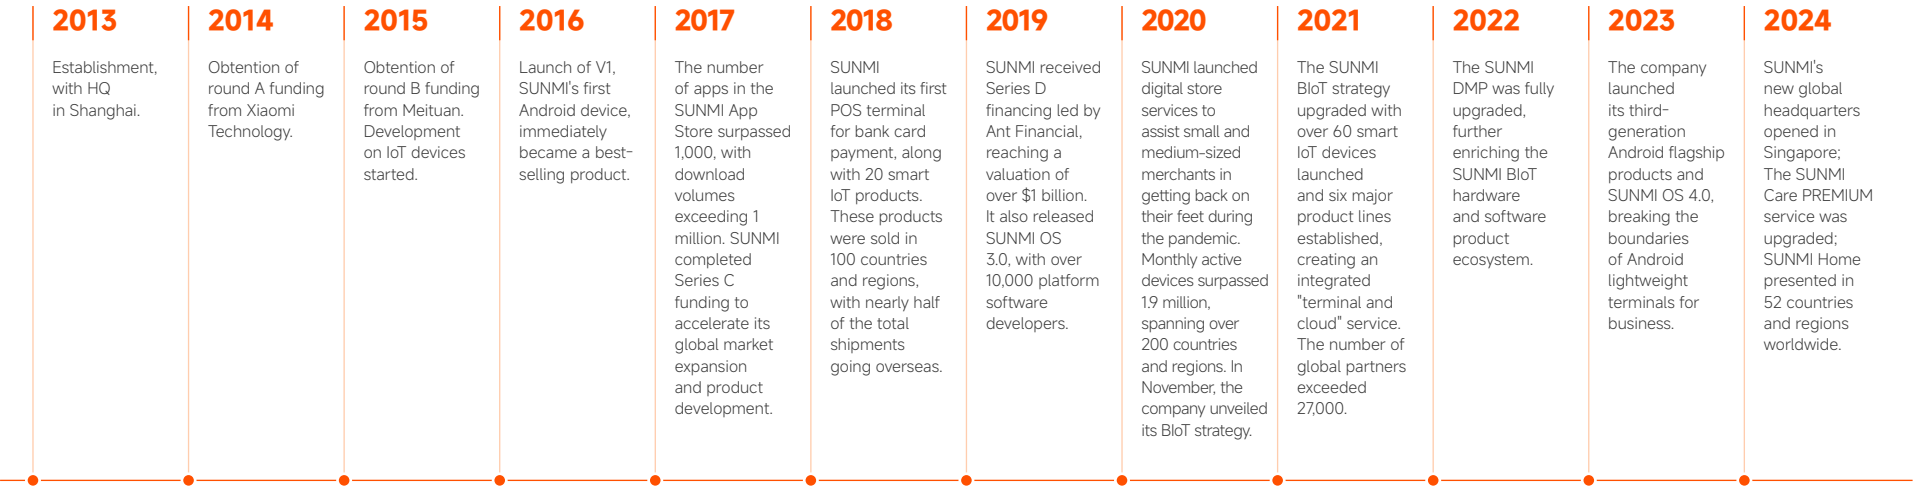 2013
Establishment,
with HQ
in Shanghai.
2014
Obtention of
round A funding
from Xiaomi
Technology.
2015
Obtention of
round B funding
from Meituan.
Development
on IoT devices
started.
2016
Launch of V1,
SUNMI's first
Android device,
immediately
became a best-
selling product.
2017
The number
of apps in the
SUNMI App
Store surpassed
1,000, with
download
volumes
exceeding 1
million. SUNMI
completed
Series C
funding to
accelerate its
global market
expansion
and product
development.
2018
SUNMI
launched its first
POS terminal
for bank card
payment, along
with 20 smart
IoT products.
These products
were sold in
100 countries
and regions,
with nearly half
of the total
shipments
going overseas.
2019
SUNMI received
Series D
financing led by
Ant Financial,
reaching a
valuation of
over $1 billion.
It also released
SUNMI OS
3.0, with over
10,000 platform
software
developers.
2020
SUNMI launched
digital store
services to
assist small and
medium-sized
merchants in
getting back on
their feet during
the pandemic.
Monthly active
devices surpassed
1.9 million,
spanning over
200 countries
and regions. In
November, the
company unveiled
its BIoT strategy.
2021
The SUNMI
BIoT strategy
upgraded with
over 60 smart
IoT devices
launched
and six major
product lines
established,
creating an
integrated
"terminal and
cloud" service.
The number of
global partners
exceeded
27,000.
2022
The SUNMI
DMP was fully
upgraded,
further
enriching the
SUNMI BIoT
hardware
and software
product
ecosystem.
2023
The company
launched
its third-
generation
Android flagship
products and
SUNMI OS 4.0,
breaking the
boundaries
of Android
lightweight
terminals for
business.
2024
SUNMI's
new global
headquarters
opened in
Singapore;
The SUNMI
Care PREMIUM
service was
upgraded;
SUNMI Home
presented in
52 countries
and regions
worldwide.